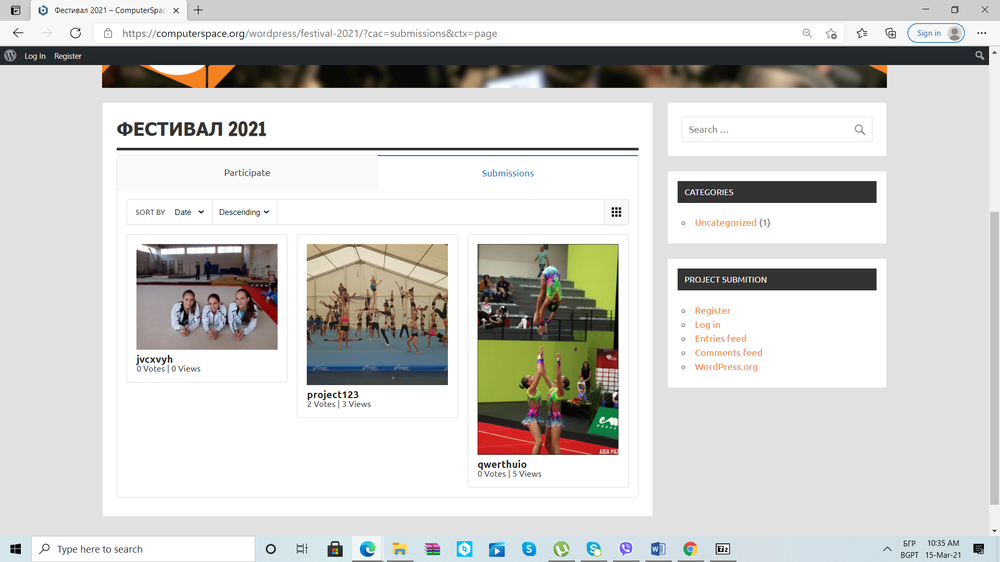 Фестивал 2021 – ComputerSpac
https://computerspace.org/wordpress/festival-2021/?cac=submissions&ctx=page
Sign in
Log In
Register
ФЕСТИВАЛ 2021
Participate
Submissions
SORT BY Date Descending
jvcxvyh
0 Votes | 0 Views
project123
2 Votes | 3 Views
AIDA PAZ
qwerthuio
0 Votes | 5 Views
Search …
CATEGORIES
Uncategorized (1)
PROJECT SUBMITION
Register
Log in
Entries feed
Comments feed
WordPress.org
Type here to search
БГР
BGPT
10:35 AM
15-Mar-21